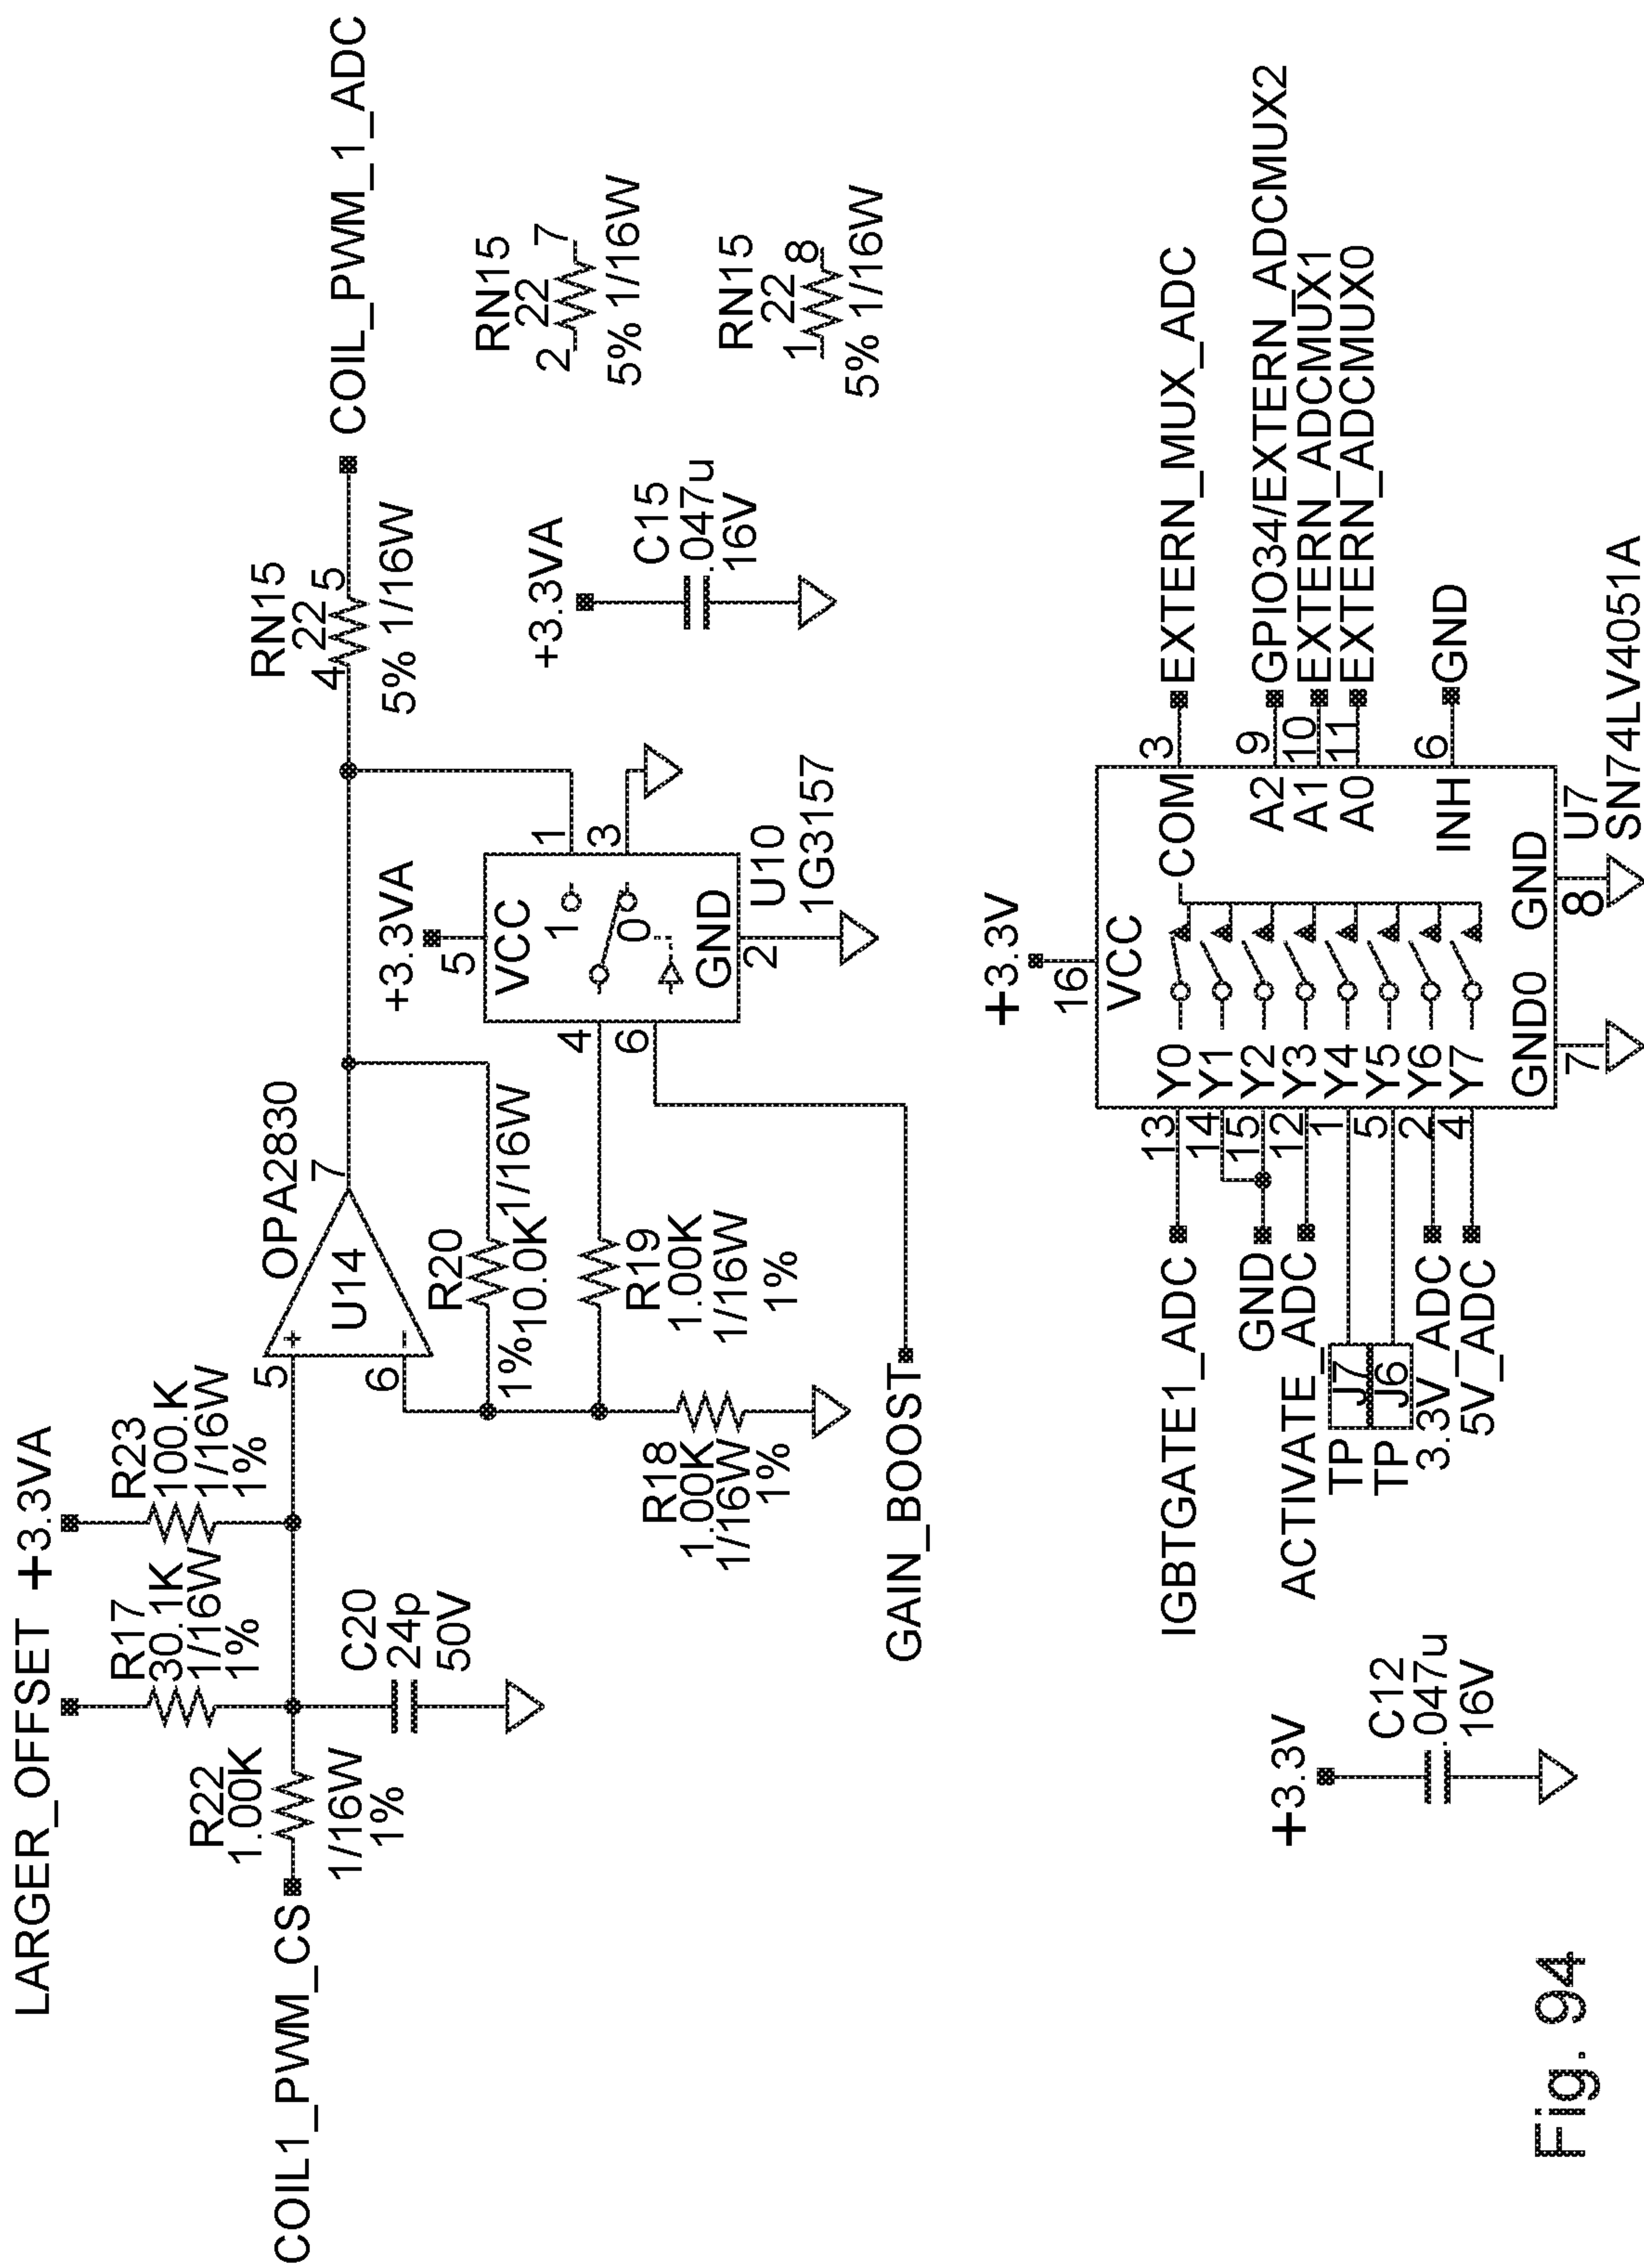 LARGER_OFFSET
+3.3VA
R17
30.1K
1/16W
1%
R23
100.K
1/16W
1%
COIL1_PWM_CS
R22
1.00K
1/16W
1%
C20
24p
50V
5
+
6
-
U14
OPA2830
7
R20
1%
10.0K
1/16W
R18
1.00K
1/16W
1%
R19
1.00K
1/16W
1%
GAIN_BOOST
+3.3VA
5
VCC
1
0
GND
4
6
1
3
2
U10
1G3157
RN15
4 22 5
5% 1/16W
COIL_PWM_1_ADC
+3.3VA
C15
.047u
16V
RN15
2 22 7
5% 1/16W
RN15
1 22 8
5% 1/16W
+3.3V
C12
.047u
16V
+3.3V
16
VCC
IGBTGATE1_ADC
13
Y0
14
Y1
GND
15
Y2
ACTIVATE_ADC
12
Y3
TP J7
1
Y4
TP J6
5
Y5
3.3V_ADC
2
Y6
5V_ADC
4
Y7
COM
3
EXTERN_MUX_ADC
A2
9
GPIO34/EXTERN_ADCMUX2
A1
10
EXTERN_ADCMUX1
A0
11
EXTERN_ADCMUX0
INH
6
GND
GND0
GND
7
8
U7
SN74LV4051A
Fig. 94